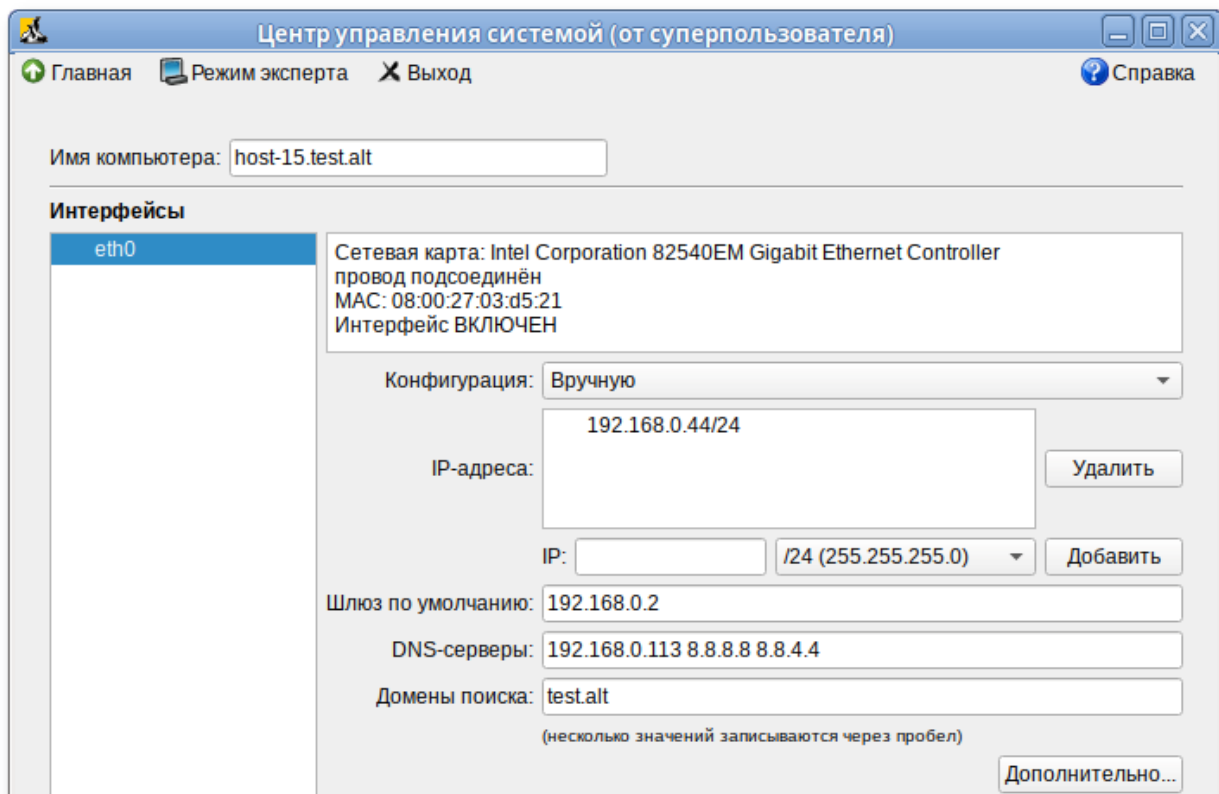 Центр управления системой (от суперпользователя)
Главная Режим эксперта Выход Справка
Имя компьютера: host-15.test.alt
Интерфейсы
eth0
Сетевая карта: Intel Corporation 82540EM Gigabit Ethernet Controller
провод подсоединён
MAC: 08:00:27:03:d5:21
Интерфейс ВКЛЮЧЕН
Конфигурация: Вручную
192.168.0.44/24
IP-адреса: Удалить
IP: /24 (255.255.255.0) Добавить
Шлюз по умолчанию: 192.168.0.2
DNS-серверы: 192.168.0.113 8.8.8.8 8.8.4.4
Домены поиска: test.alt
(несколько значений записываются через пробел)
Дополнительно...